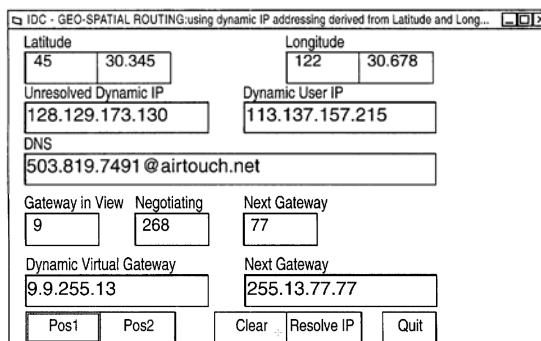 IDC - GEO-SPATIAL ROUTING:using dynamic IP addressing derived from Latitude and Long...
Latitude Longitude
45 30.345 122 30.678
Unresolved Dynamic IP Dynamic User IP
128.129.173.130 113.137.157.215
DNS
503.819.7491@airtouch.net
Gateway in View Negotiating Next Gateway
9 268 77
Dynamic Virtual Gateway Next Gateway
9.9.255.13 255.13.77.77
Pos1 Pos2 Clear Resolve IP Quit